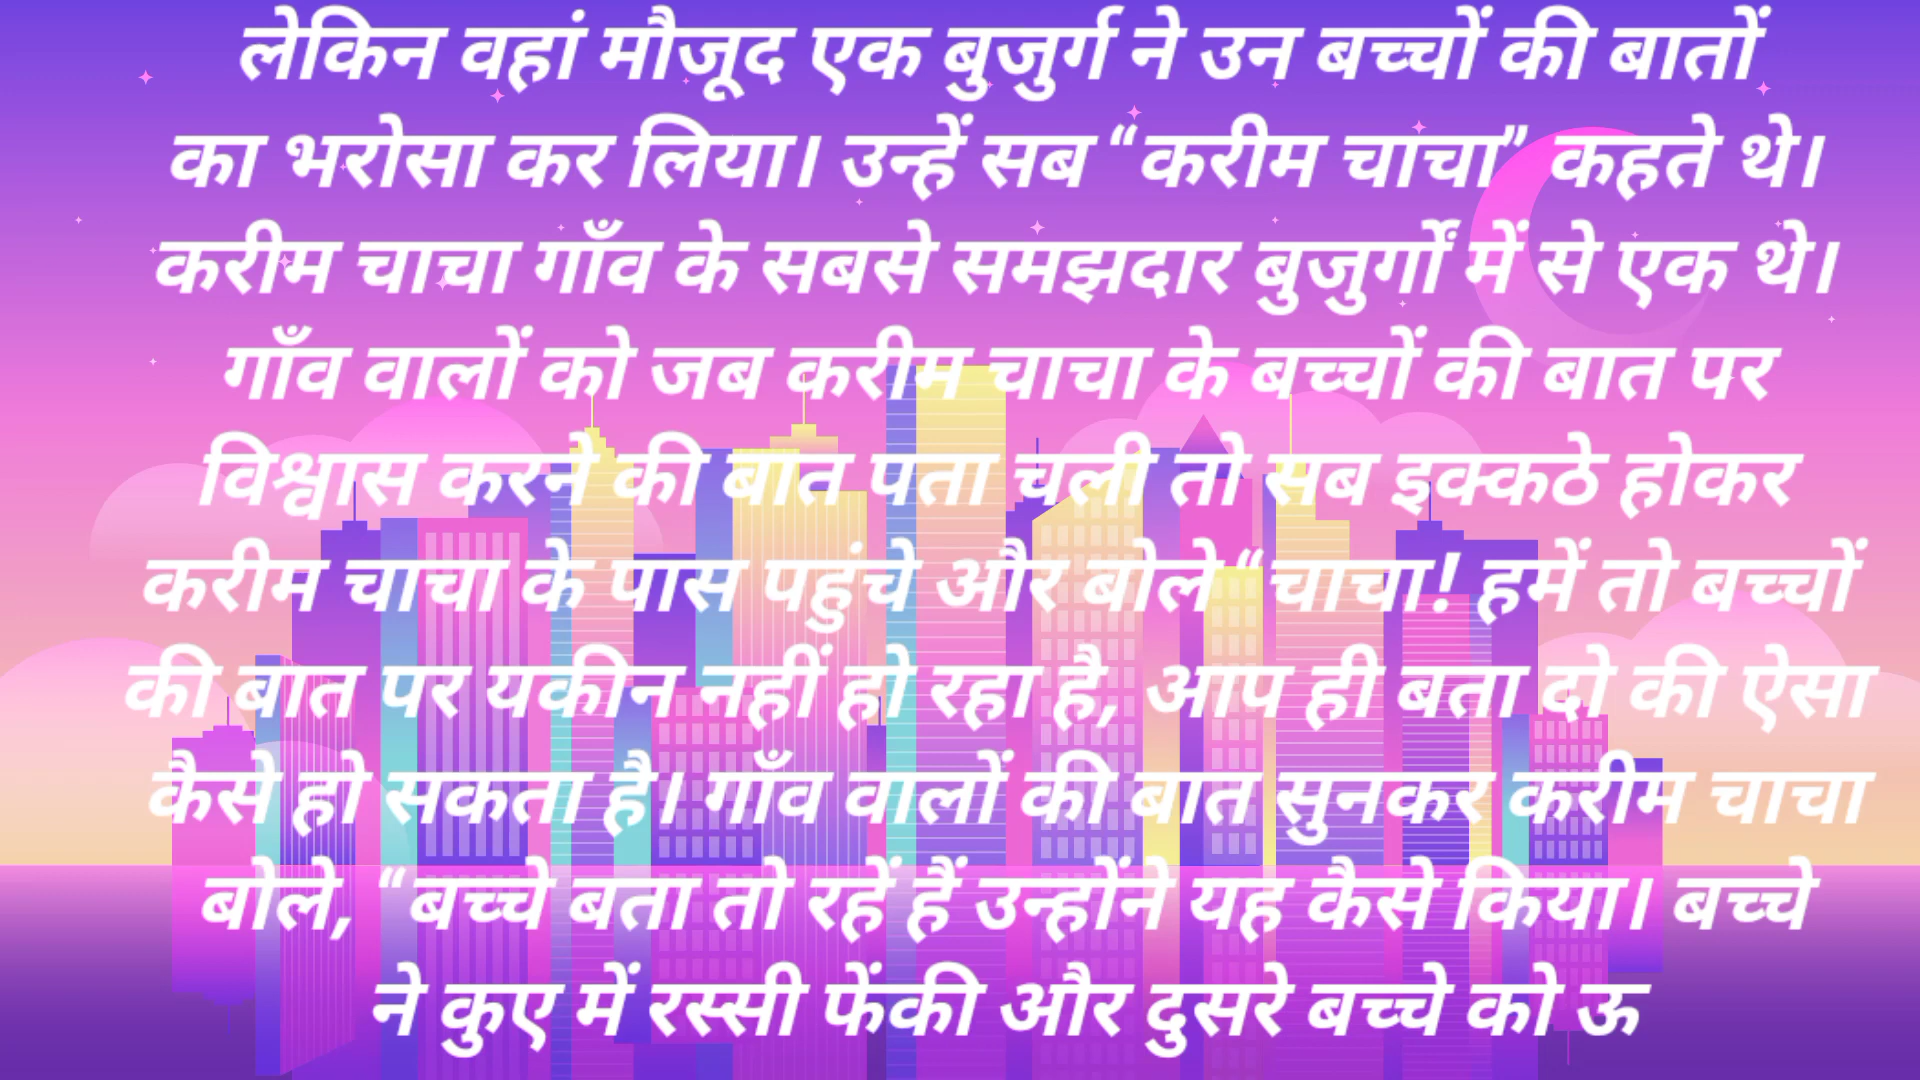 लेकिन वहां मौजूद एक बुजुर्ग ने उन बच्चों की बातों
का भरोसा कर लिया। उन्हें सब “करीम चाचा” कहते थे।
करीम चाचा गाँव के सबसे समझदार बुजुर्गों में से एक थे।
गाँव वालों को जब करीम चाचा के बच्चों की बात पर
विश्वास करने की बात पता चली तो सब इक्कठे होकर
करीम चाचा के पास पहुंचे और बोले“चाचा! हमें तो बच्चों
की बात पर यकीन नहीं हो रहा है, आप ही बता दो की ऐसा
कैसे हो सकता है। गाँव वालों की बात सुनकर करीम चाचा
बोले, “बच्चे बता तो रहें हैं उन्होंने यह कैसे किया। बच्चे
ने कुए में रस्सी फेंकी और दुसरे बच्चे को ऊ